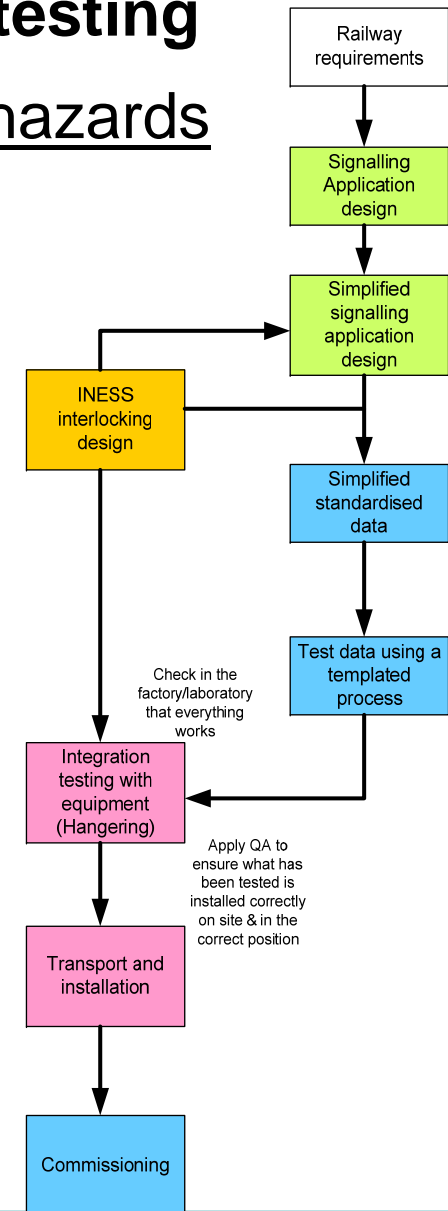 testing
hazards
Railway
requirements
Signalling
Application
design
Simplified
signalling
application
design
INESS
interlocking
design
Simplified
standardised
data
Test data using a
templated
process
Check in the
factory/laboratory
that everything
works
Integration
testing with
equipment
(Hangering)
Apply QA to
ensure what has
been tested is
installed correctly
on site & in the
correct position
Transport and
installation
Commissioning